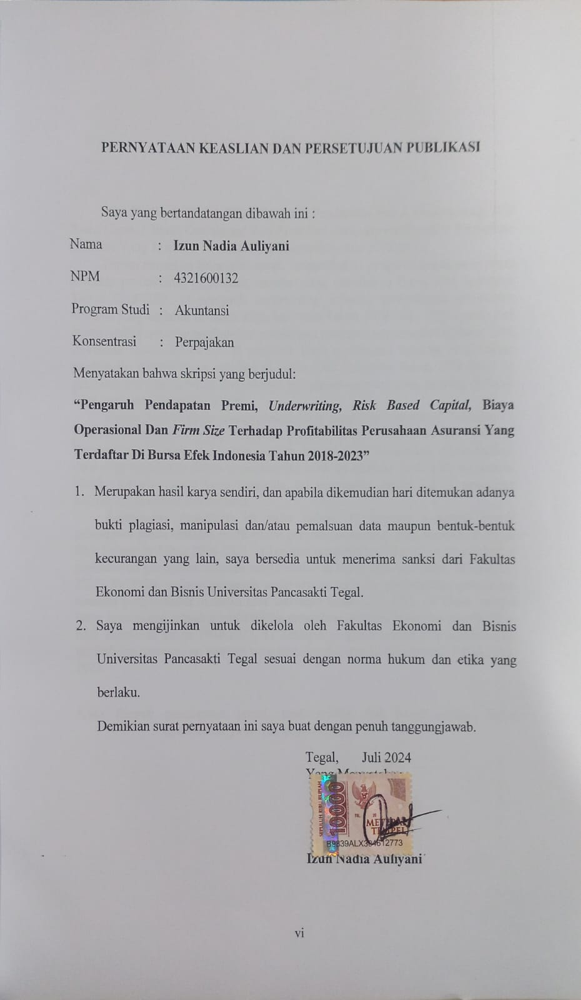 PERNYATAAN KEASLIAN DAN PERSETUJUAN PUBLIKASI
Saya yang bertandatangan dibawah ini :
Nama : Izun Nadia Auliyani
NPM : 4321600132
Program Studi : Akuntansi
Konsentrasi : Perpajakan
Menyatakan bahwa skripsi yang berjudul:
“Pengaruh Pendapatan Premi, Underwriting, Risk Based Capital, Biaya
Operasional Dan Firm Size Terhadap Profitabilitas Perusahaan Asuransi Yang
Terdaftar Di Bursa Efek Indonesia Tahun 2018-2023”
1. Merupakan hasil karya sendiri, dan apabila dikemudian hari ditemukan adanya
bukti plagiasi, manipulasi dan/atau pemalsuan data maupun bentuk-bentuk
kecurangan yang lain, saya bersedia untuk menerima sanksi dari Fakultas
Ekonomi dan Bisnis Universitas Pancasakti Tegal.
2. Saya mengijinkan untuk dikelola oleh Fakultas Ekonomi dan Bisnis
Universitas Pancasakti Tegal sesuai dengan norma hukum dan etika yang
berlaku.
Demikian surat pernyataan ini saya buat dengan penuh tanggungjawab.
Tegal, Juli 2024
Yang
SEPULUH RIBU RUPIAH
10000
TGL. 20
METERAI
TEMPEL
B9839ALX304612773
Izun Nadia Auliyani
vi